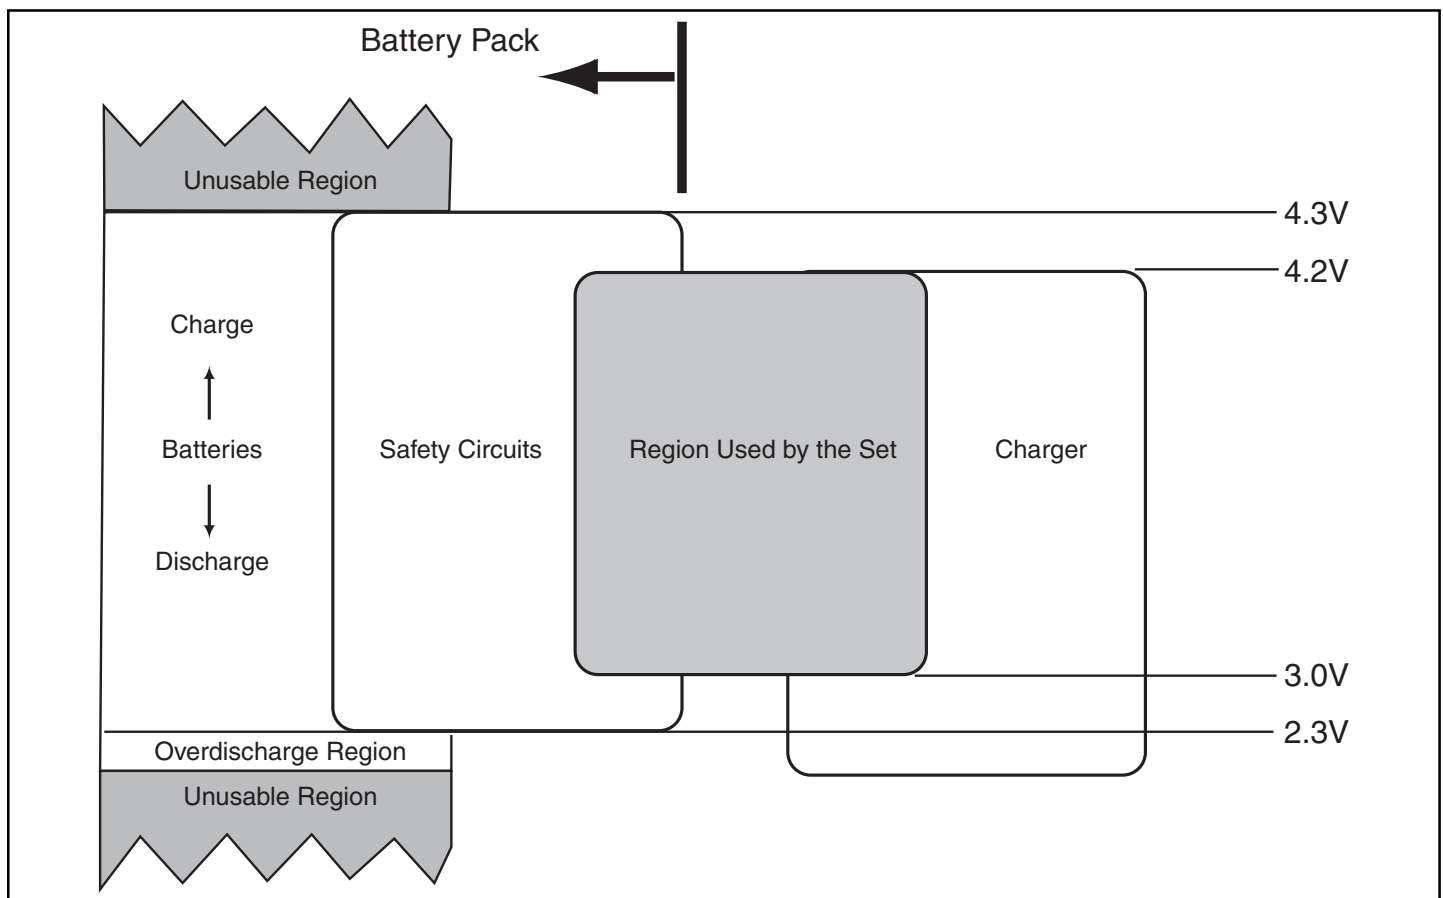 Battery Pack
Unusable Region
4.3V
4.2V
Charge
Batteries
Safety Circuits
Region Used by the Set
Charger
Discharge
3.0V
2.3V
Overdischarge Region
Unusable Region